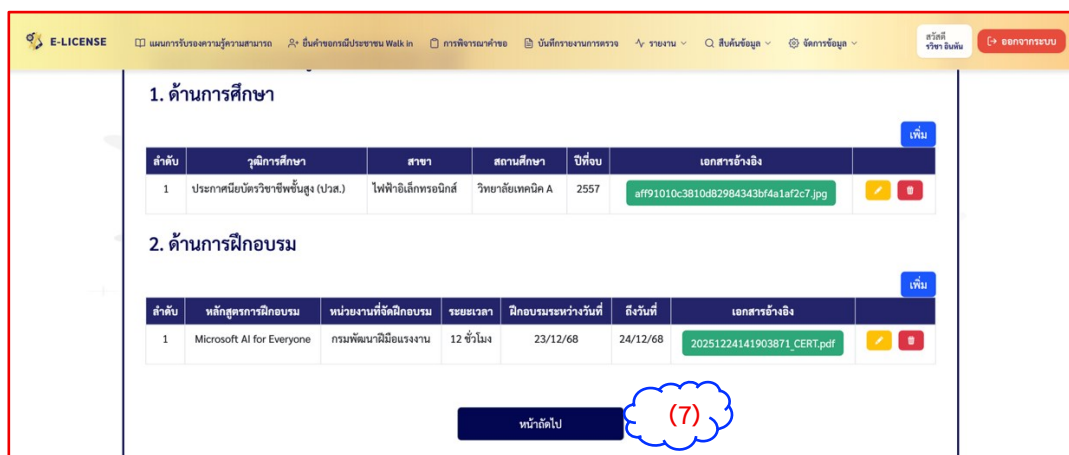 E-LICENSE แผนการรับรองความรู้ความสามารถ ยื่นคำขอกรณีประชาชน Walk in การพิจารณาคำขอ บันทึกรายงานการตรวจ รายงาน สืบค้นข้อมูล จัดการข้อมูล สวัสดี ออกจากระบบ
รวิชา อินพัน
1. ด้านการศึกษา
เพิ่ม
ลำดับ วุฒิการศึกษา สาขา สถานศึกษา ปีที่จบ เอกสารอ้างอิง
1 ประกาศนียบัตรวิชาชีพชั้นสูง (ปวส.) ไฟฟ้าอิเล็กทรอนิกส์ วิทยาลัยเทคนิค A 2557 aff91010c3810d82984343bf4a1af2c7.jpg
2. ด้านการฝึกอบรม
เพิ่ม
ลำดับ หลักสูตรการฝึกอบรม หน่วยงานที่จัดฝึกอบรม ระยะเวลา ฝึกอบรมระหว่างวันที่ ถึงวันที่ เอกสารอ้างอิง
1 Microsoft AI for Everyone กรมพัฒนาฝีมือแรงงาน 12 ชั่วโมง 23/12/68 24/12/68 20251224141903871_CERT.pdf
หน้าถัดไป (7)